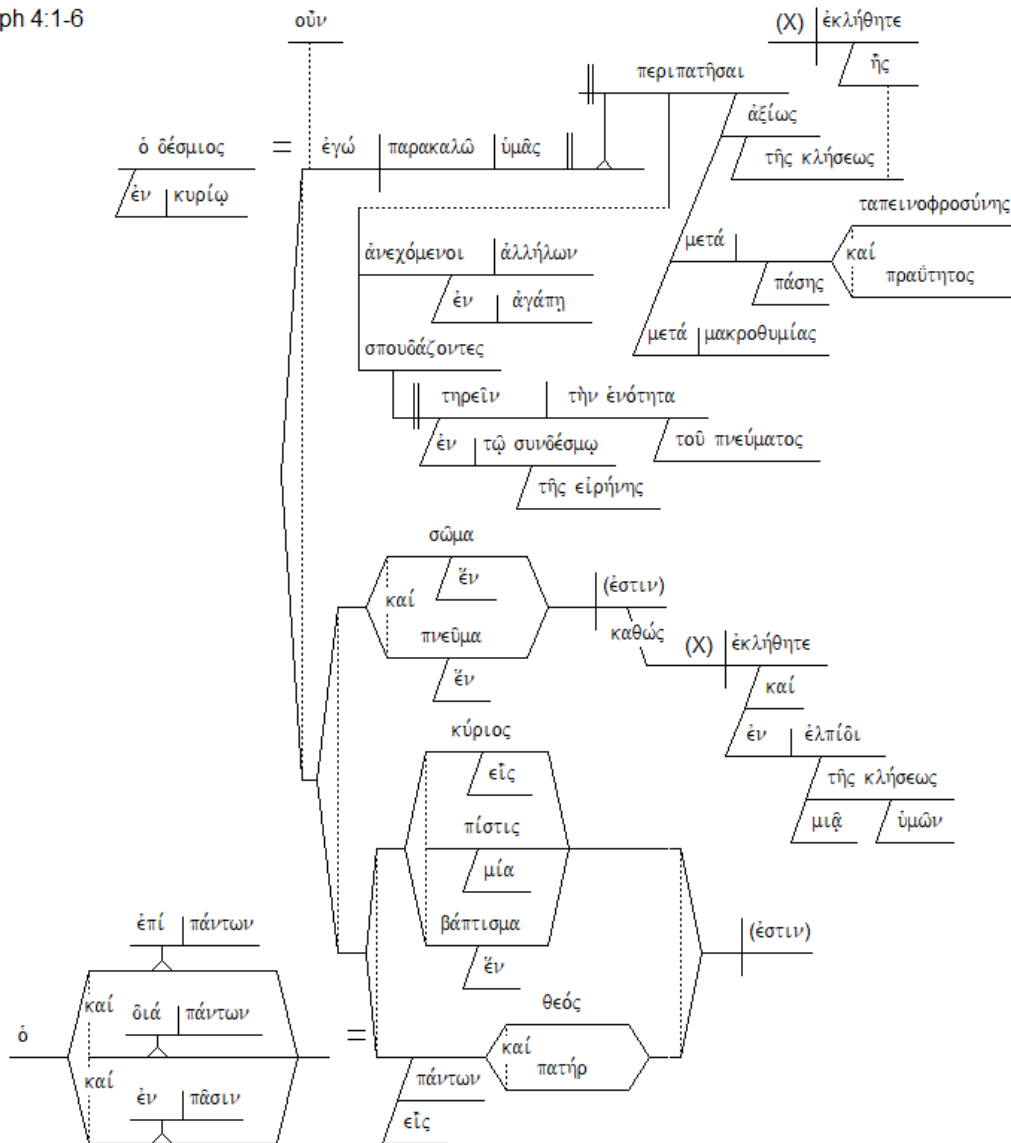 ph 4:1-6
οὖν
(X) ἐκλήθητε
ἧς
περιπατῆσαι
ἀξίως
τῆς κλήσεως
ὁ δέσμιος = ἐγώ παρακαλῶ ὑμᾶς
ἐν κυρίῳ
ταπεινοφροσύνης
μετά
καί
πάσης
πραΰτητος
μετά μακροθυμίας
ἀνεχόμενοι ἀλλήλων
ἐν ἀγάπῃ
σπουδάζοντες
τηρεῖν τὴν ἑνότητα
ἐν τῷ συνδέσμῳ
τοῦ πνεύματος
τῆς εἰρήνης
σῶμα
ἕν
καί
πνεῦμα
ἕν
(ἐστιν)
καθώς
(X) ἐκλήθητε
καί
ἐν ἐλπίδι
τῆς κλήσεως
μιᾷ ὑμῶν
κύριος
εἷς
πίστις
μία
βάπτισμα
ἕν
(ἐστιν)
ἐπί πάντων
καί
διά πάντων
ὁ
καί
ἐν πᾶσιν
=
θεός
καί
πατήρ
πάντων
εἷς